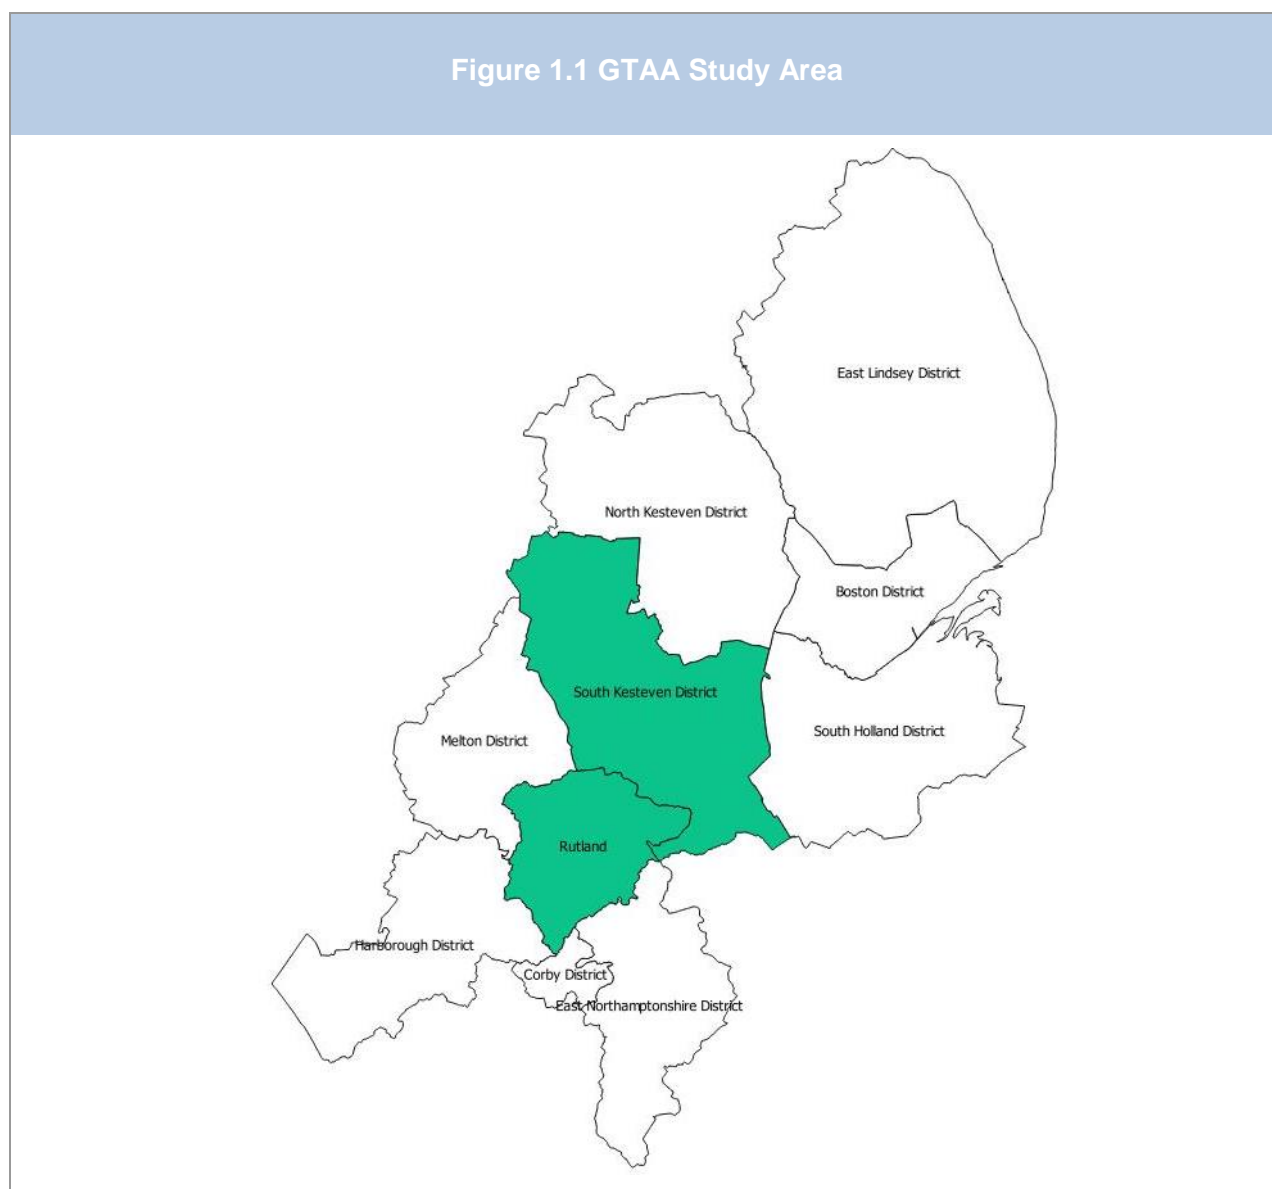 Figure 1.1 GTAA Study Area
East Lindsey District
North Kesteven District
Boston District
South Kesteven District
South Holland District
Melton District
Rutland
Harborough District
Corby District
East Northamptonshire District